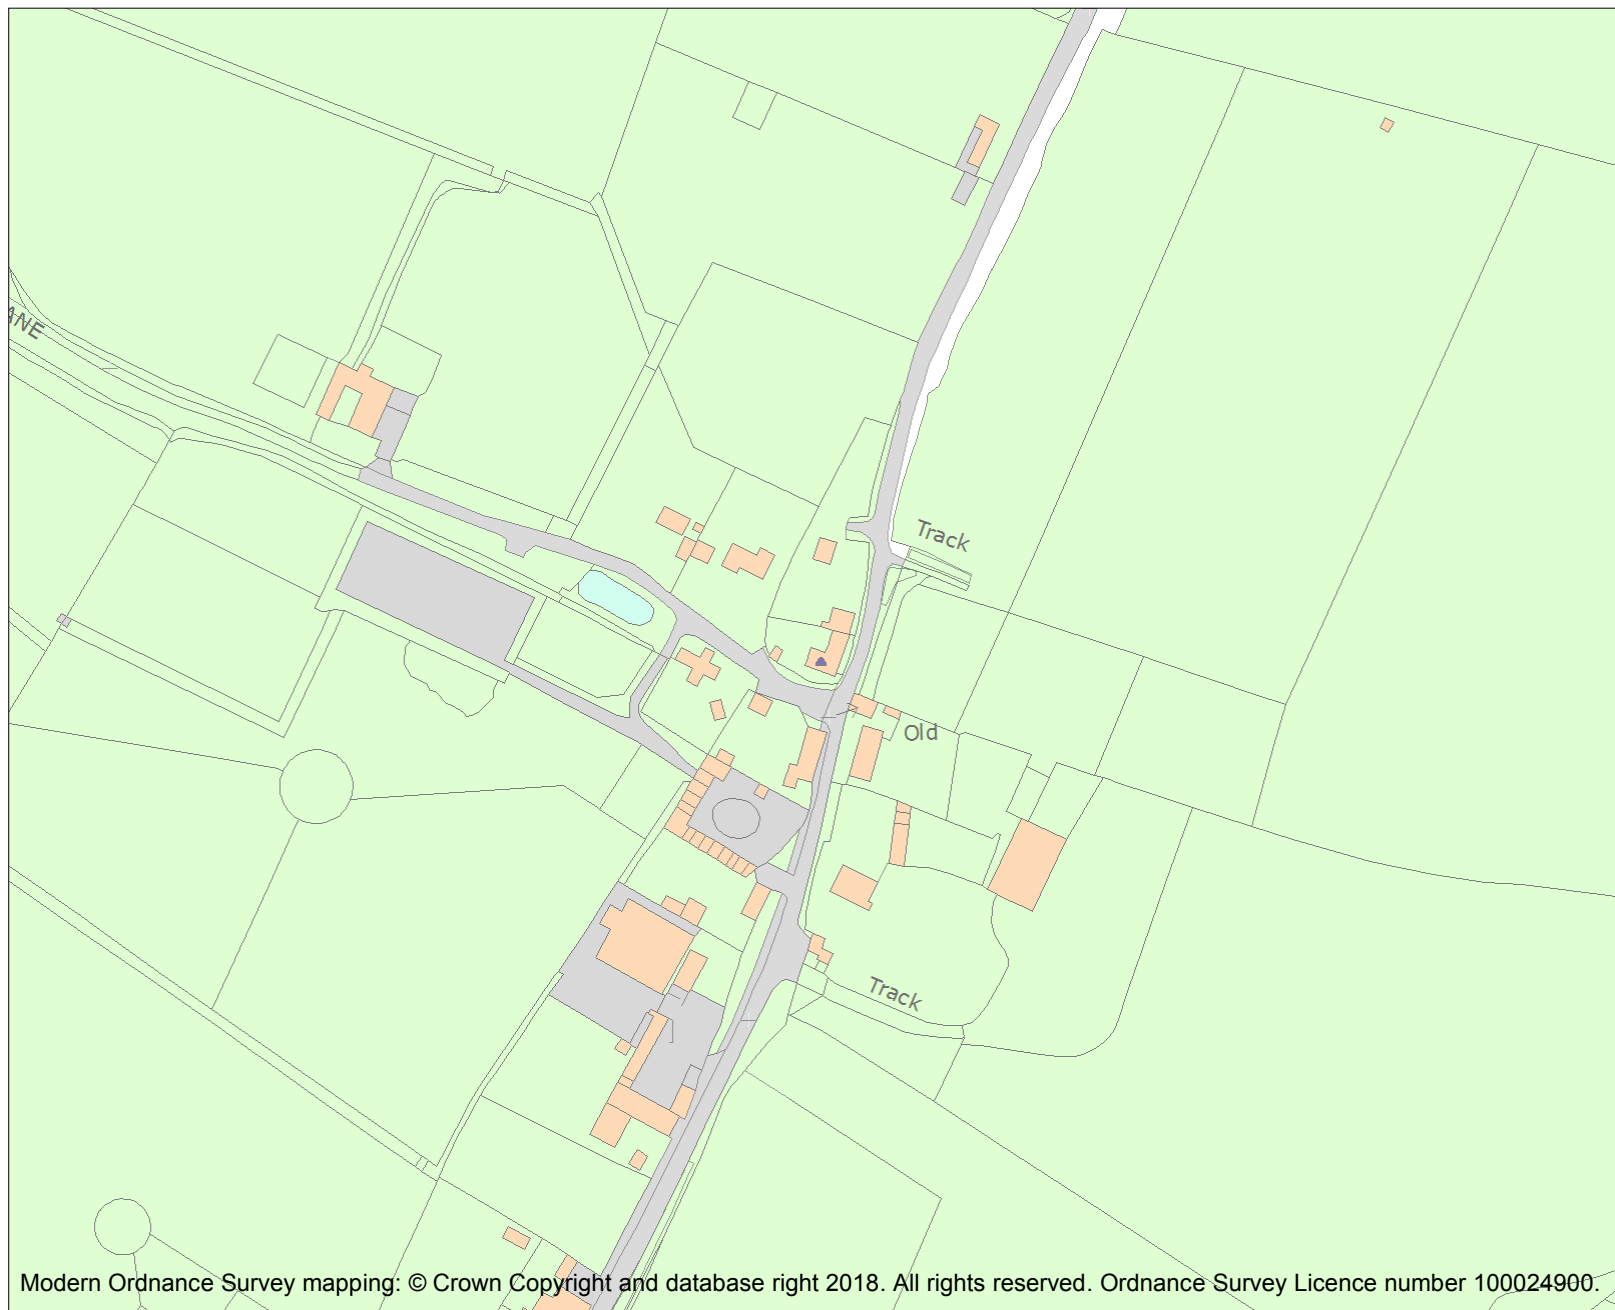 ANE
Track
Old
Track
Modern Ordnance Survey mapping: © Crown Copyright and database right 2018. All rights reserved. Ordnance Survey Licence number 100024900.